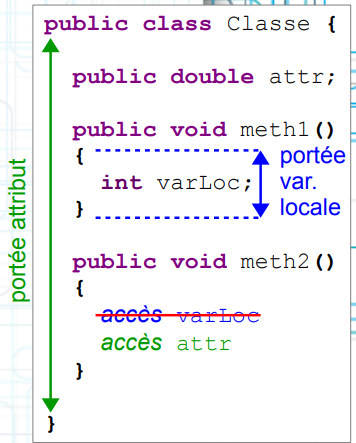 public class Classe {
public double attr;
public void meth1()
{
portée
int varLoc;
var.
}
locale
portée attribut
public void meth2()
{
accès varLoc
accès attr
}
}